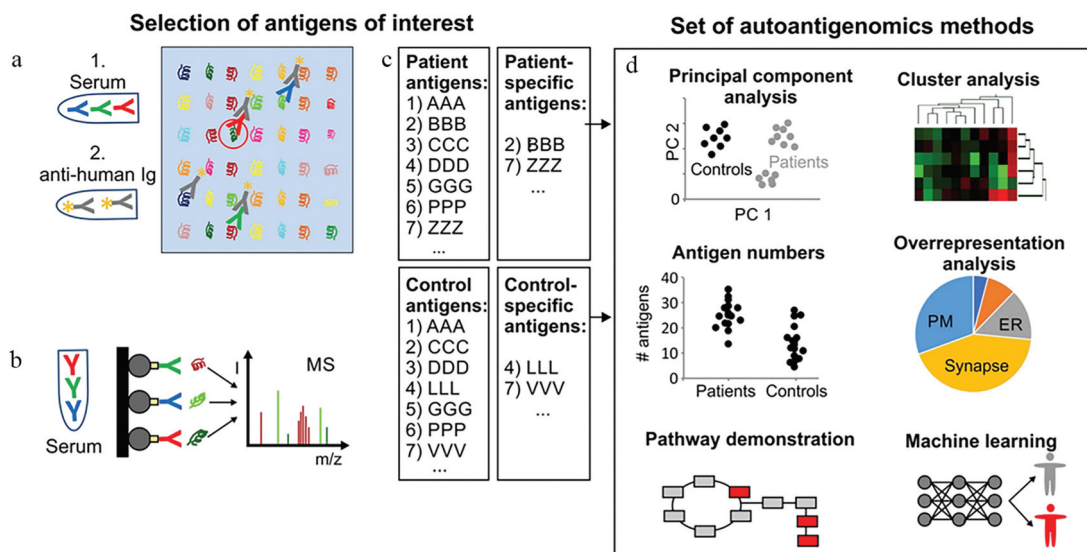 Selection of antigens of interest
Set of autoantigenomics methods
a
1.
Serum
2.
anti-human Ig
b
Serum
MS
I
m/z
c
Patient
antigens:
1) AAA
2) BBB
3) CCC
4) DDD
5) GGG
6) PPP
7) ZZZ
...
Patient-
specific
antigens:
2) BBB
7) ZZZ
...
Control
antigens:
1) AAA
2) CCC
3) DDD
4) LLL
5) GGG
6) PPP
7) VVV
...
Control-
specific
antigens:
4) LLL
7) VVV
...
d
Principal component
analysis
PC 2
0
Controls
Patients
PC 1
Cluster analysis
Antigen numbers
# antigens
40
30
20
10
0
Patients
Controls
Overrepresentation
analysis
PM
ER
Synapse
Pathway demonstration
Machine learning